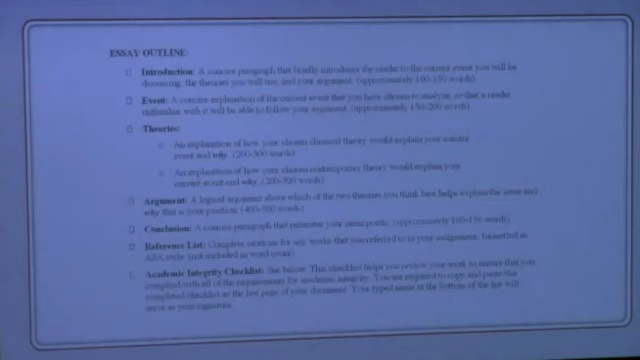 ESSAY OUTLINE:
Introduction: A concise paragraph that briefly introduces the reader to the current event you will be
discussing, the theories you will use, and your argument. (approximately 100-150 words)
Event: A concise explanation of the current event that you have chosen to analyze, so that a reader
unfamiliar with it will be able to follow your argument. (approximately 150-200 words)
Theories:
An explanation of how your chosen classical theory would explain your current
event and why. (200-300 words)
An explanation of how your chosen contemporary theory would explain your
current event and why. (200-300 words)
Argument: A logical argument about which of the two theories you think best helps explain the issue and
why that is your position. (400-500 words)
Conclusion: A concise paragraph that reiterates your main points. (approximately 100-150 words)
Reference List: Complete citations for any works that you referred to in your assignment, formatted in
ASA style. (not included in word count)
Academic Integrity Checklist: See below. This checklist helps you review your work to ensure that you
complied with all of the requirements for academic integrity. You are required to copy and paste this
completed checklist as the last page of your document. Your typed name at the bottom of the list will
serve as your signature.